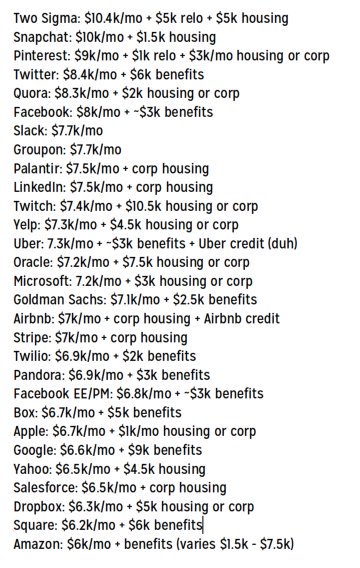 Two Sigma: $10.4k/mo + $5k relo + $5k housing
Snapchat: $10k/mo + $1.5k housing
Pinterest: $9k/mo + $1k relo + $3k/mo housing or corp
Twitter: $8.4k/mo + $6k benefits
Quora: $8.3k/mo + $2k housing or corp
Facebook: $8k/mo + ~$3k benefits
Slack: $7.7k/mo
Groupon: $7.7k/mo
Palantir: $7.5k/mo + corp housing
LinkedIn: $7.5k/mo + corp housing
Twitch: $7.4k/mo + $10.5k housing or corp
Yelp: $7.3k/mo + $4.5k housing or corp
Uber: 7.3k/mo + ~$3k benefits + Uber credit (duh)
Oracle: $7.2k/mo + $7.5k housing or corp
Microsoft: 7.2k/mo + $3k housing or corp
Goldman Sachs: $7.1k/mo + $2.5k benefits
Airbnb: $7k/mo + corp housing + Airbnb credit
Stripe: $7k/mo + corp housing
Twilio: $6.9k/mo + $2k benefits
Pandora: $6.9k/mo + $3k benefits
Facebook EE/PM: $6.8k/mo + ~$3k benefits
Box: $6.7k/mo + $5k benefits
Apple: $6.7k/mo + $1k/mo housing or corp
Google: $6.6k/mo + $9k benefits
Yahoo: $6.5k/mo + $4.5k housing
Salesforce: $6.5k/mo + corp housing
Dropbox: $6.3k/mo + $5k housing or corp
Square: $6.2k/mo + $6k benefits
Amazon: $6k/mo + benefits (varies $1.5k - $7.5k)